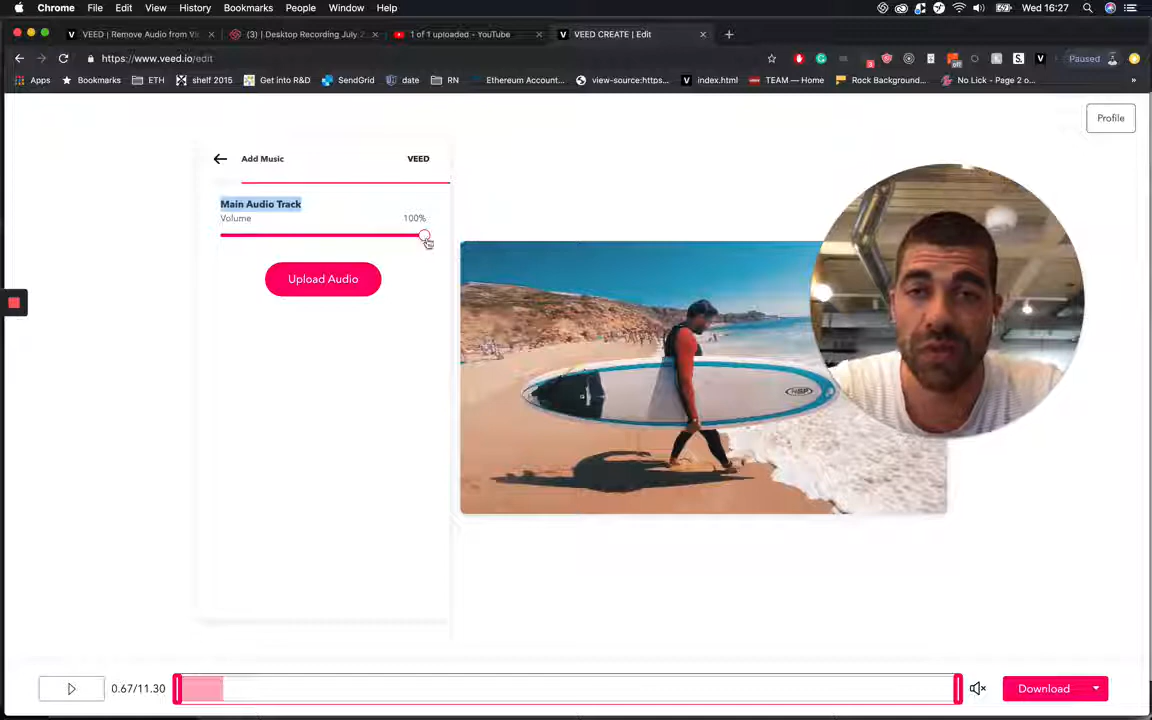 Chrome File Edit View History Bookmarks People Window Help Wed 16:27
VEED | Remove Audio from Vi
(3) | Desktop Recording July 2
1 of 1 uploaded - YouTube
VEED CREATE | Edit
https://www.veed.io/edit
Paused
Apps Bookmarks ETH shelf 2015 Get into R&D SendGrid date RN Ethereum Account... view-source:https... index.html TEAM — Home Rock Background... No Lick - Page 2 o... »
Profile
Add Music VEED
Main Audio Track
Volume 100%
Upload Audio
NSP
0.67/11.30
Download